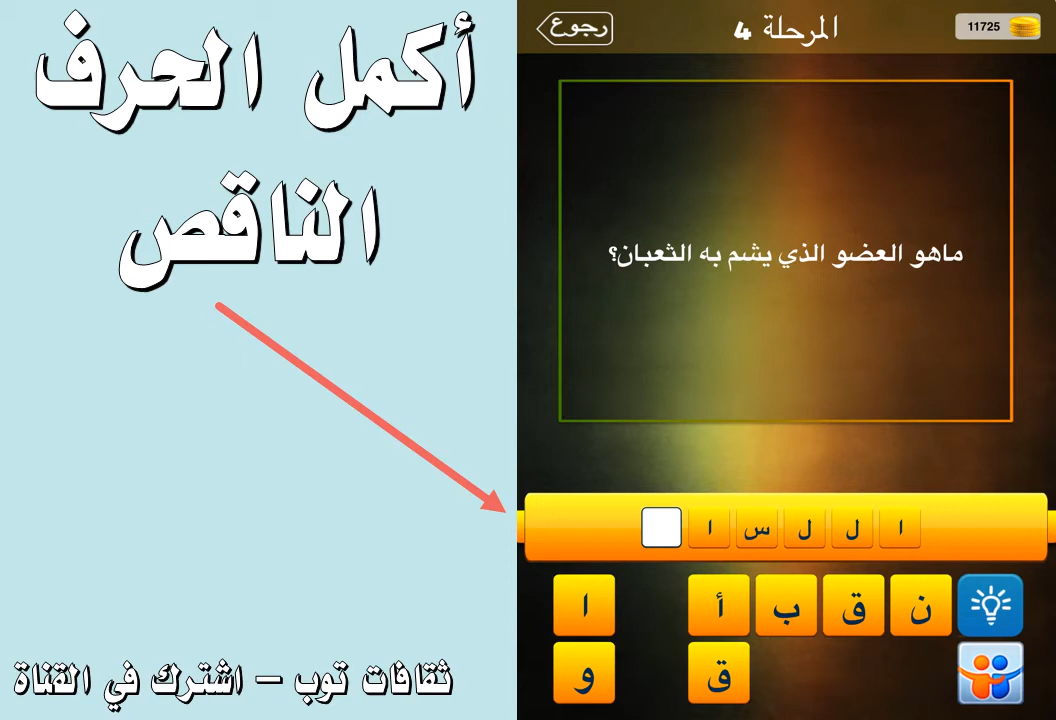 أكمل الحرف
الناقص
ثقافات توب – اشترك في القناة
رجوع
المرحلة 4
11725
ماهو العضو الذي يشم به الثعبان؟
ا ل ل س ا
ن ق ب أ ا
ق و